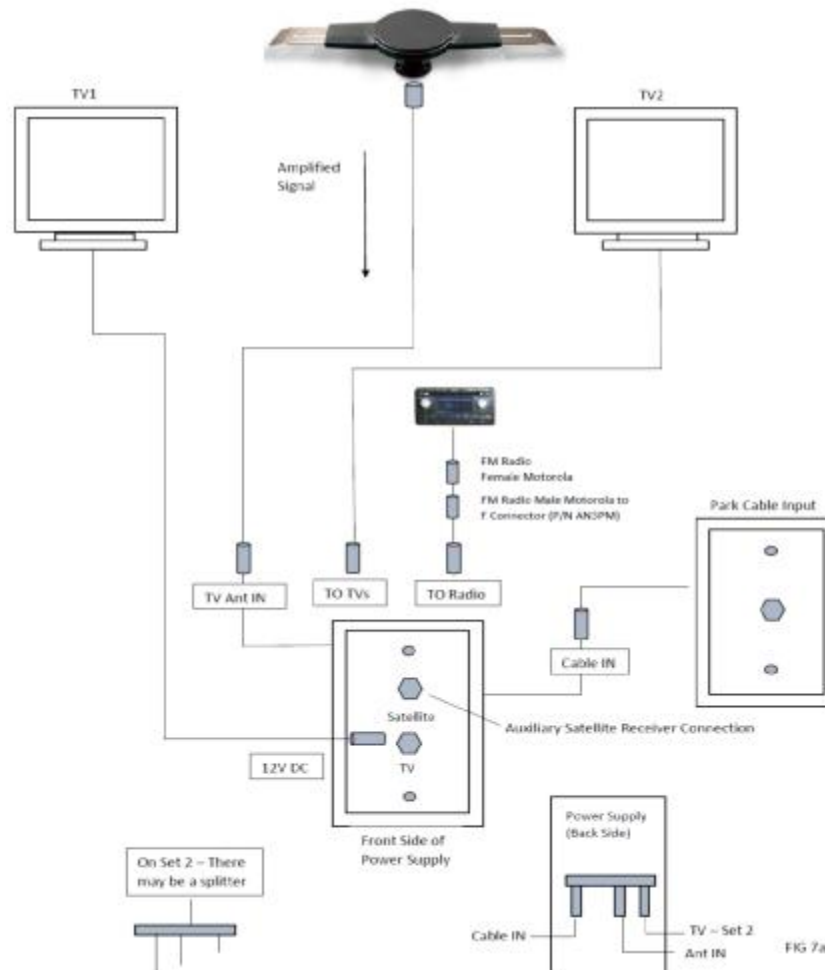 TV1
TV2
Amplified
Signal
FM Radio
Female Motorola
FM Radio Male Motorola to
F Connector (P/N AN3PM)
Park Cable Input
TV Ant IN
TO TVs
TO Radio
Cable IN
Satellite
Auxiliary Satellite Receiver Connection
12V DC
TV
Front Side of
Power Supply
Power Supply
(Back Side)
On Set 2 – There
may be a splitter
Cable IN
TV – Set 2
Ant IN
FIG 7a